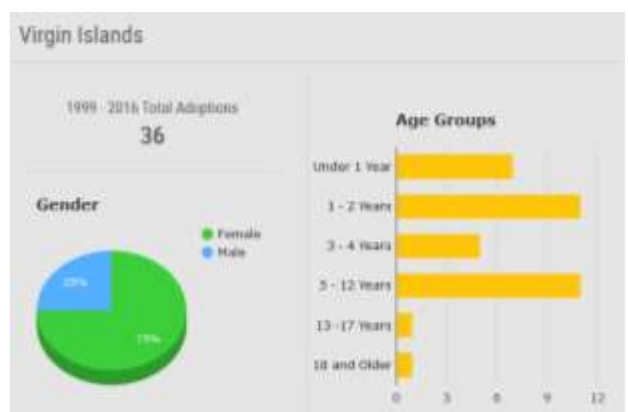 Virgin Islands
1999 - 2016 Total Adoptions
36
Gender
Female
Male
25%
75%
Age Groups
Under 1 Year
1 - 2 Years
3 - 4 Years
5 - 12 Years
13 -17 Years
18 and Older
0 3 6 9 12